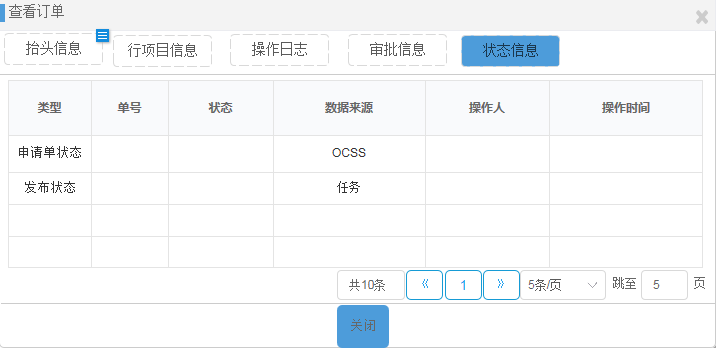 查看订单
抬头信息 行项目信息 操作日志 审批信息 状态信息
类型 单号 状态 数据来源 操作人 操作时间
申请单状态 OCSS
发布状态 任务
共10条 《 1 》 5条/页 跳至 5 页
关闭